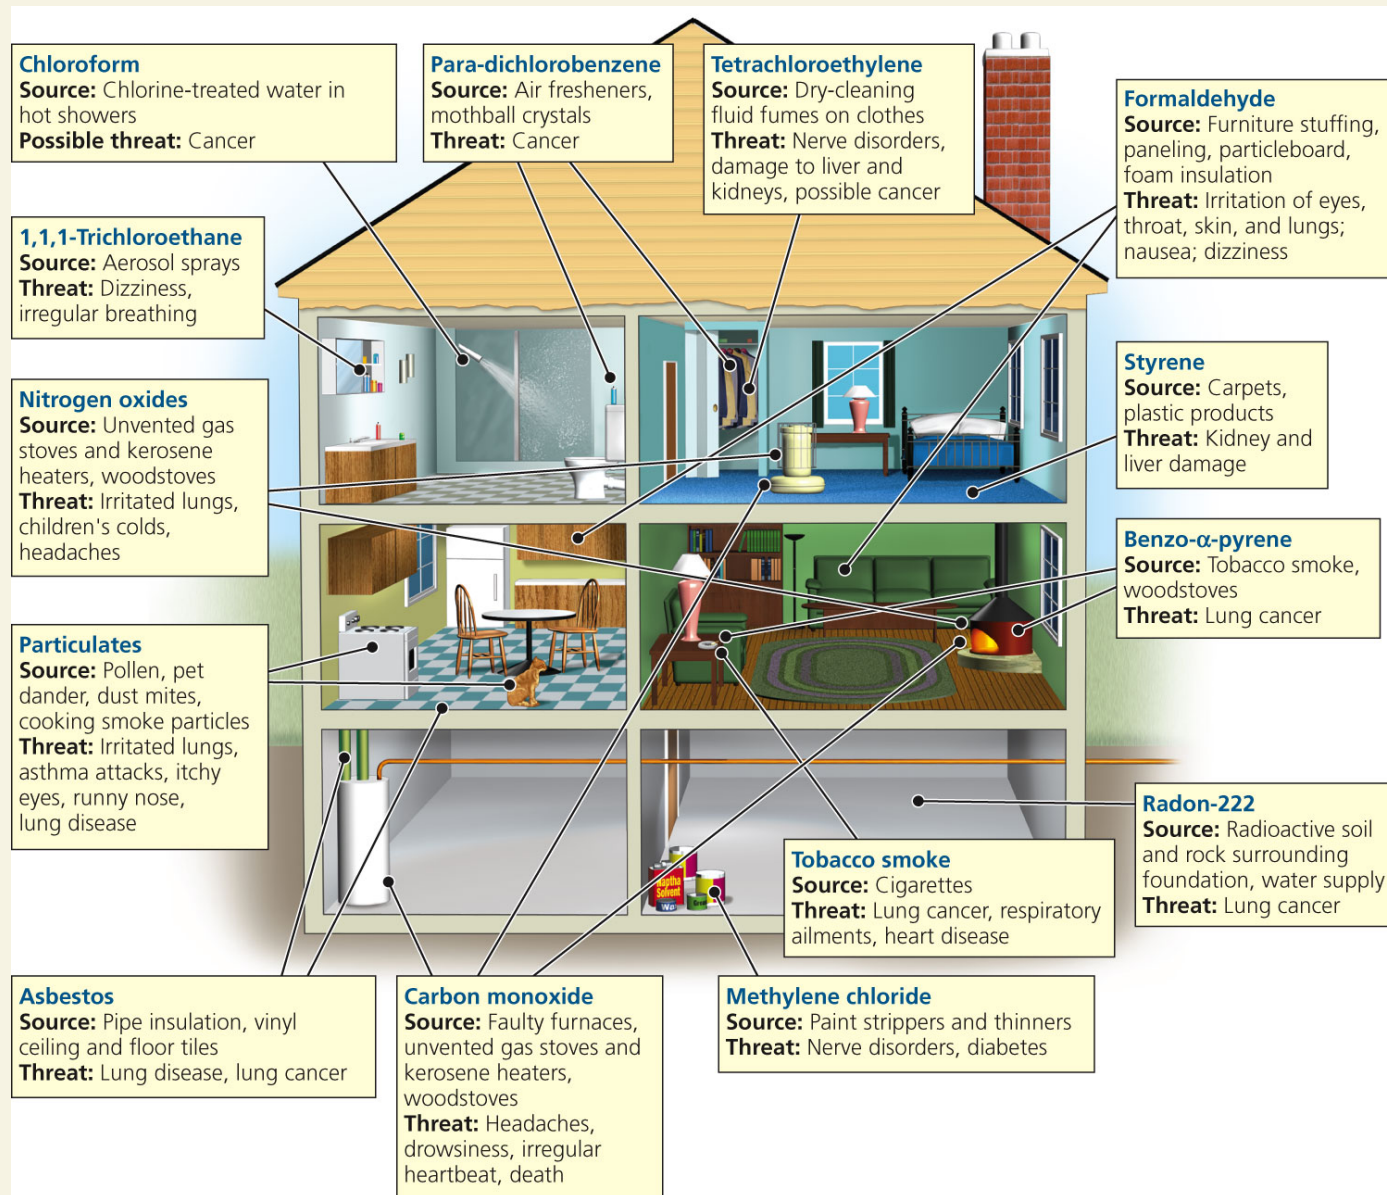 Chloroform
Source: Chlorine-treated water in
hot showers
Possible threat: Cancer
Para-dichlorobenzene
Source: Air fresheners,
mothball crystals
Threat: Cancer
Tetrachloroethylene
Source: Dry-cleaning
fluid fumes on clothes
Threat: Nerve disorders,
damage to liver and
kidneys, possible cancer
Formaldehyde
Source: Furniture stuffing,
paneling, particleboard,
foam insulation
Threat: Irritation of eyes,
throat, skin, and lungs;
nausea; dizziness
1,1,1-Trichloroethane
Source: Aerosol sprays
Threat: Dizziness,
irregular breathing
Nitrogen oxides
Source: Unvented gas
stoves and kerosene
heaters, woodstoves
Threat: Irritated lungs,
children's colds,
headaches
Styrene
Source: Carpets,
plastic products
Threat: Kidney and
liver damage
Benzo-α-pyrene
Source: Tobacco smoke,
woodstoves
Threat: Lung cancer
Particulates
Source: Pollen, pet
dander, dust mites,
cooking smoke particles
Threat: Irritated lungs,
asthma attacks, itchy
eyes, runny nose,
lung disease
Radon-222
Source: Radioactive soil
and rock surrounding
foundation, water supply
Threat: Lung cancer
Tobacco smoke
Source: Cigarettes
Threat: Lung cancer, respiratory
ailments, heart disease
Naptha
Solvent
Asbestos
Source: Pipe insulation, vinyl
ceiling and floor tiles
Threat: Lung disease, lung cancer
Carbon monoxide
Source: Faulty furnaces,
unvented gas stoves and
kerosene heaters,
woodstoves
Threat: Headaches,
drowsiness, irregular
heartbeat, death
Methylene chloride
Source: Paint strippers and thinners
Threat: Nerve disorders, diabetes